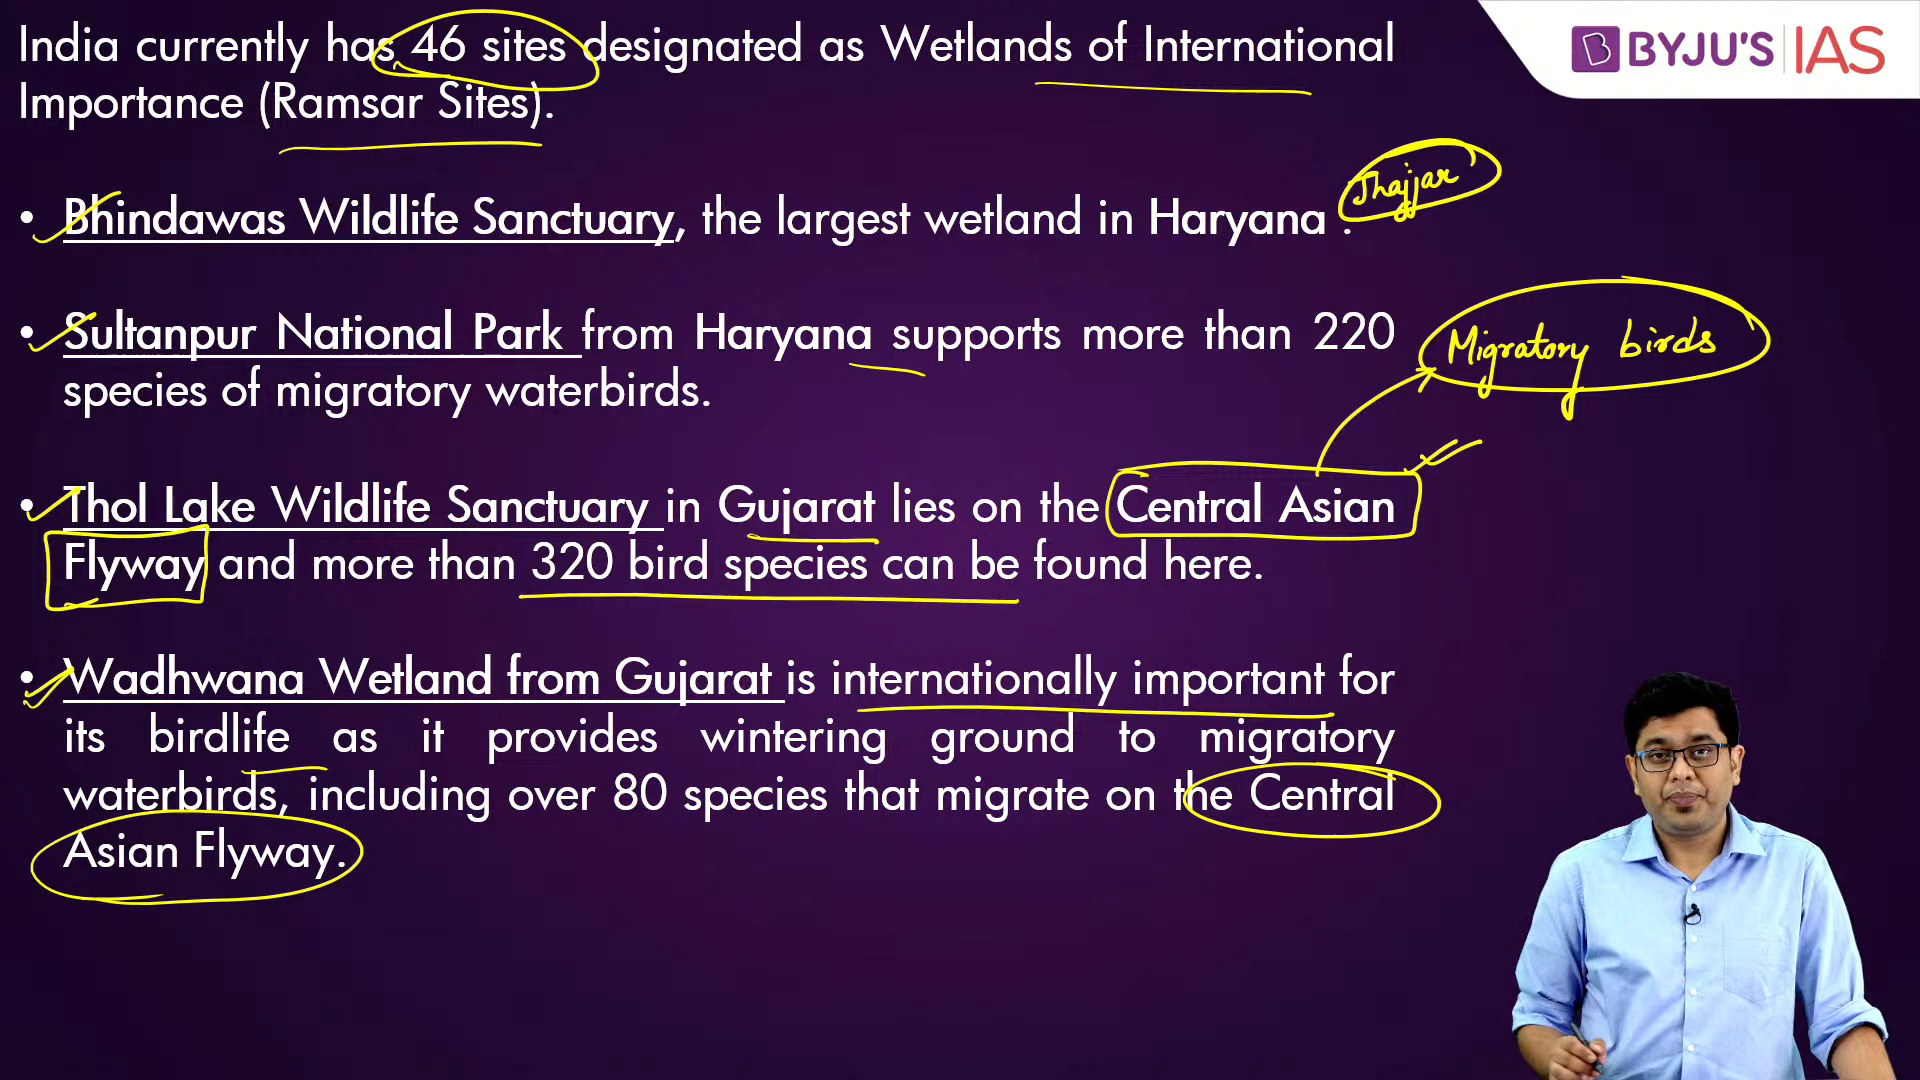 India currently has 46 sites designated as Wetlands of International
Importance (Ramsar Sites).
BYJU'S IAS
Jhajjar
• Bhindawas Wildlife Sanctuary, the largest wetland in Haryana .
• Sultanpur National Park from Haryana supports more than 220
species of migratory waterbirds.
Migratory birds
• Thol Lake Wildlife Sanctuary in Gujarat lies on the Central Asian
Flyway and more than 320 bird species can be found here.
• Wadhwana Wetland from Gujarat is internationally important for
its birdlife as it provides wintering ground to migratory
waterbirds, including over 80 species that migrate on the Central
Asian Flyway.